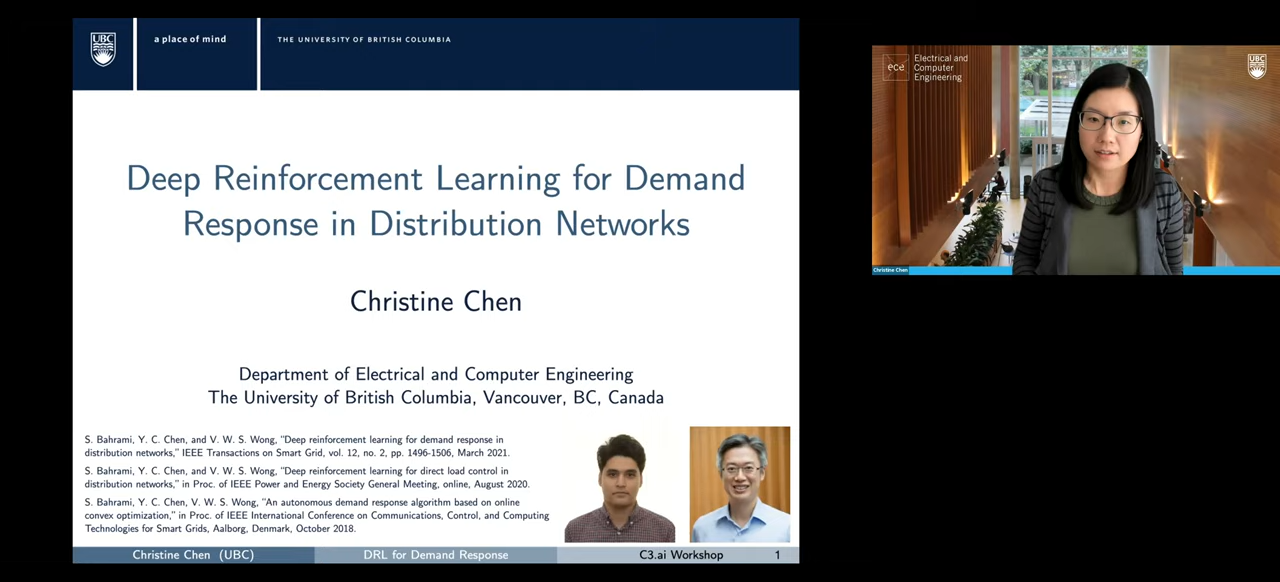 UBC
a place of mind
THE UNIVERSITY OF BRITISH COLUMBIA
Deep Reinforcement Learning for Demand
Response in Distribution Networks
Christine Chen
Department of Electrical and Computer Engineering
The University of British Columbia, Vancouver, BC, Canada
S. Bahrami, Y. C. Chen, and V. W. S. Wong, "Deep reinforcement learning for demand response in
distribution networks," IEEE Transactions on Smart Grid, vol. 12, no. 2, pp. 1496-1506, March 2021.
S. Bahrami, Y. C. Chen, and V. W. S. Wong, "Deep reinforcement learning for direct load control in
distribution networks," in Proc. of IEEE Power and Energy Society General Meeting, online, August 2020.
S. Bahrami, Y. C. Chen, V. W. S. Wong, "An autonomous demand response algorithm based on online
convex optimization," in Proc. of IEEE International Conference on Communications, Control, and Computing
Technologies for Smart Grids, Aalborg, Denmark, October 2018.
Christine Chen (UBC) DRL for Demand Response C3.ai Workshop 1
ece
Electrical and
Computer
Engineering
UBC
Christine Chen